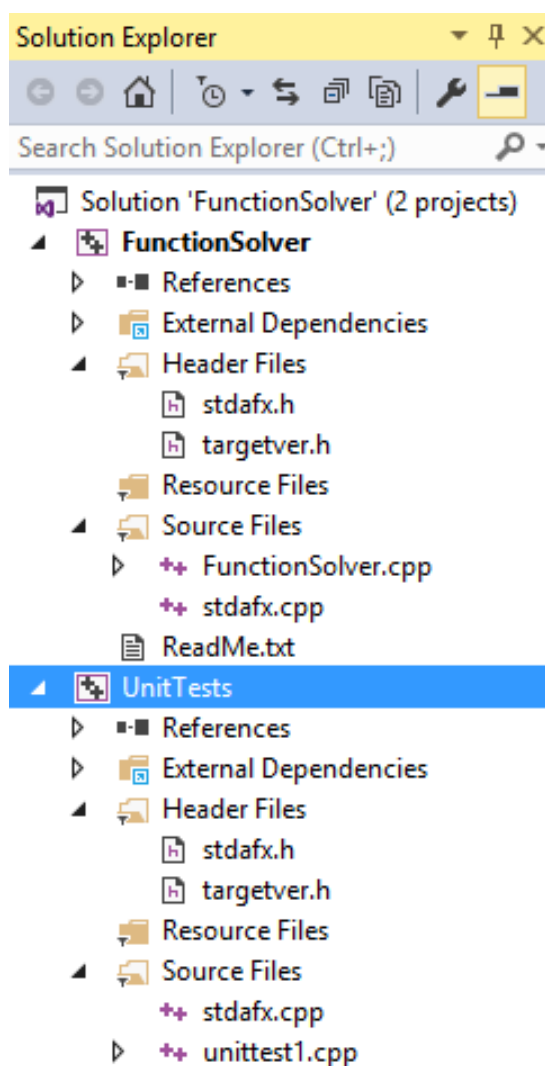 Solution Explorer
Search Solution Explorer (Ctrl+;)
Solution 'FunctionSolver' (2 projects)
FunctionSolver
References
External Dependencies
Header Files
stdafx.h
targetver.h
Resource Files
Source Files
FunctionSolver.cpp
stdafx.cpp
ReadMe.txt
UnitTests
References
External Dependencies
Header Files
stdafx.h
targetver.h
Resource Files
Source Files
stdafx.cpp
unittest1.cpp